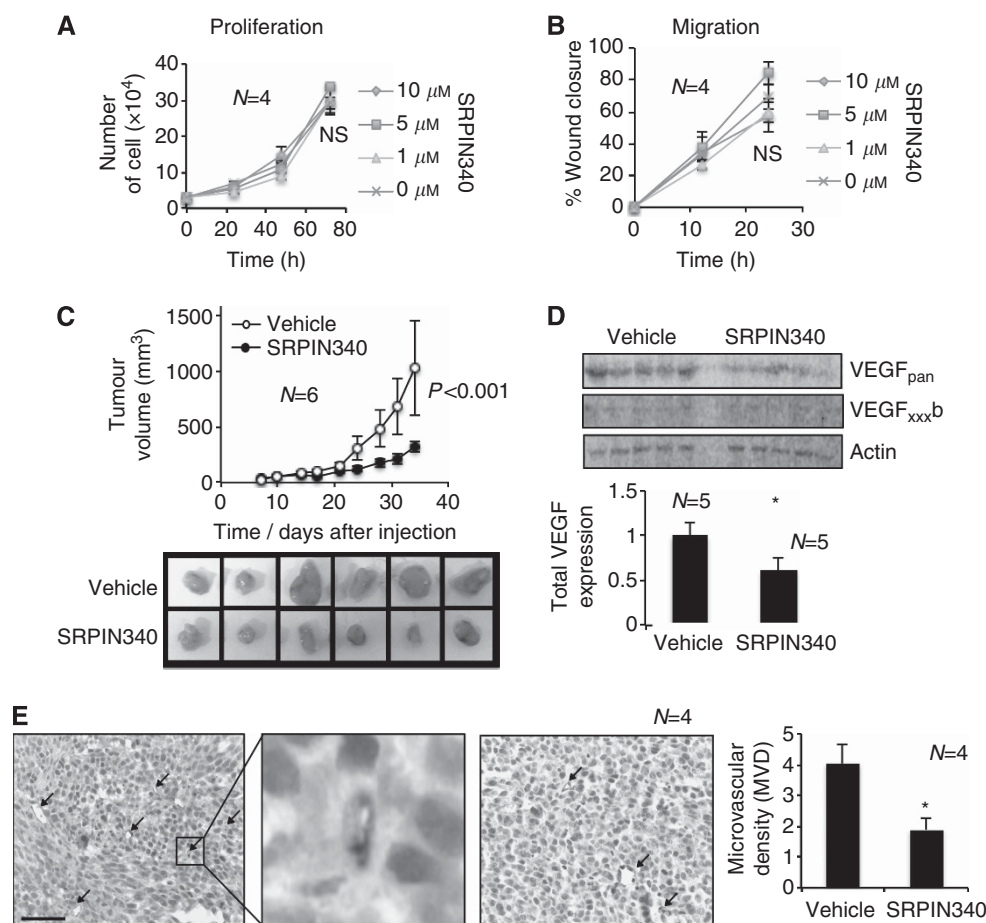 A
Proliferation
Number
of cell (×10⁴)
40
30
20
10
0
0 20 40 60 80
Time (h)
N=4
NS
10 μM
5 μM
1 μM
0 μM
SRPIN340
B
Migration
% Wound closure
100
80
60
40
20
0
0 10 20 30
Time (h)
N=4
NS
10 μM
5 μM
1 μM
0 μM
SRPIN340
C
Tumour
volume (mm³)
1500
1000
500
0
0 10 20 30 40
Time / days after injection
Vehicle
SRPIN340
N=6
P<0.001
Vehicle
SRPIN340
D
Vehicle SRPIN340
VEGFpan
VEGFxxxb
Actin
Total VEGF
expression
1.5
1
0.5
0
N=5
*
N=5
Vehicle SRPIN340
E
N=4
Microvascular
density (MVD)
5
4
3
2
1
0
N=4
*
Vehicle SRPIN340